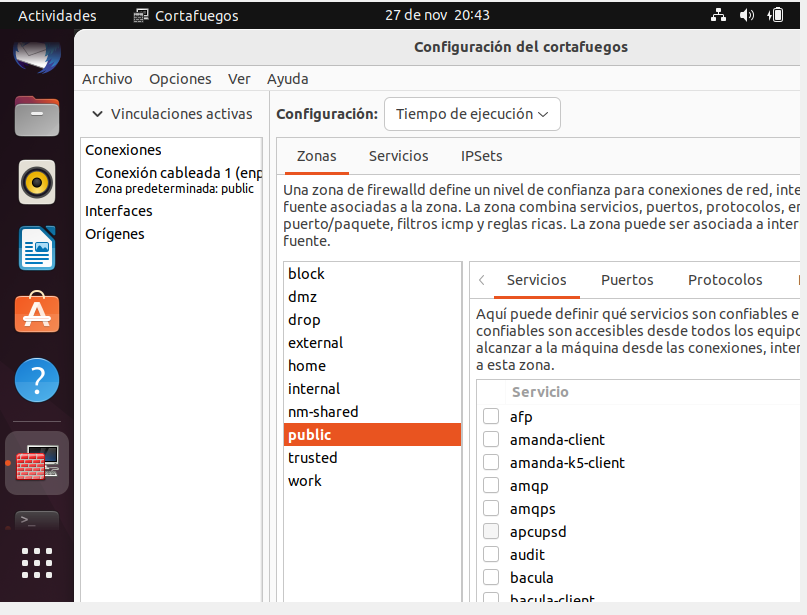 Actividades
Cortafuegos
27 de nov 20:43
Configuración del cortafuegos
Archivo Opciones Ver Ayuda
Vinculaciones activas
Conexiones
Conexión cableada 1 (enp
Zona predeterminada: public
Interfaces
Orígenes
Configuración: Tiempo de ejecución
Zonas Servicios IPSets
Una zona de firewalld define un nivel de confianza para conexiones de red, inte
fuente asociadas a la zona. La zona combina servicios, puertos, protocolos, en
puerto/paquete, filtros icmp y reglas ricas. La zona puede ser asociada a inter
fuente.
block
dmz
drop
external
home
internal
nm-shared
public
trusted
work
Servicios Puertos Protocolos
Aquí puede definir qué servicios son confiables e
confiables son accesibles desde todos los equipo
alcanzar a la máquina desde las conexiones, inter
a esta zona.
Servicio
afp
amanda-client
amanda-k5-client
amqp
amqps
apcupsd
audit
bacula
bacula-client